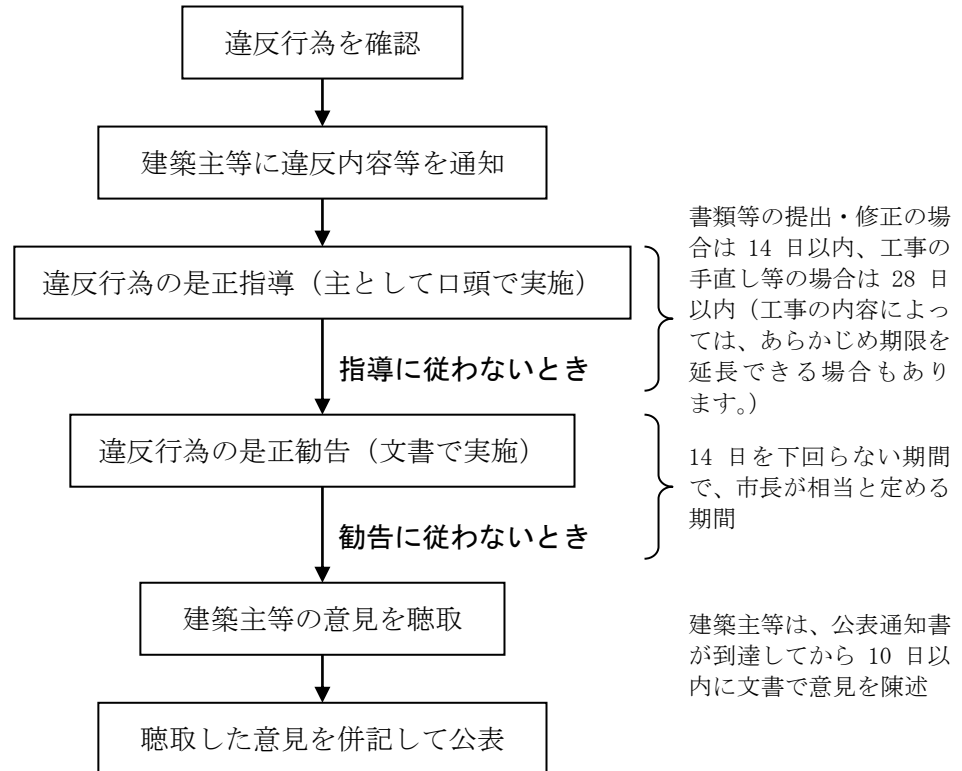 違反行為を確認
建築主等に違反内容等を通知
違反行為の是正指導（主として口頭で実施）
書類等の提出・修正の場
合は 14 日以内、工事の
手直し等の場合は 28 日
以内（工事の内容によっ
ては、あらかじめ期限を
延長できる場合もあり
ます。）
指導に従わないとき
違反行為の是正勧告（文書で実施）
14 日を下回らない期間
で、市長が相当と定める
期間
勧告に従わないとき
建築主等の意見を聴取
建築主等は、公表通知書
が到達してから 10 日以
内に文書で意見を陳述
聴取した意見を併記して公表